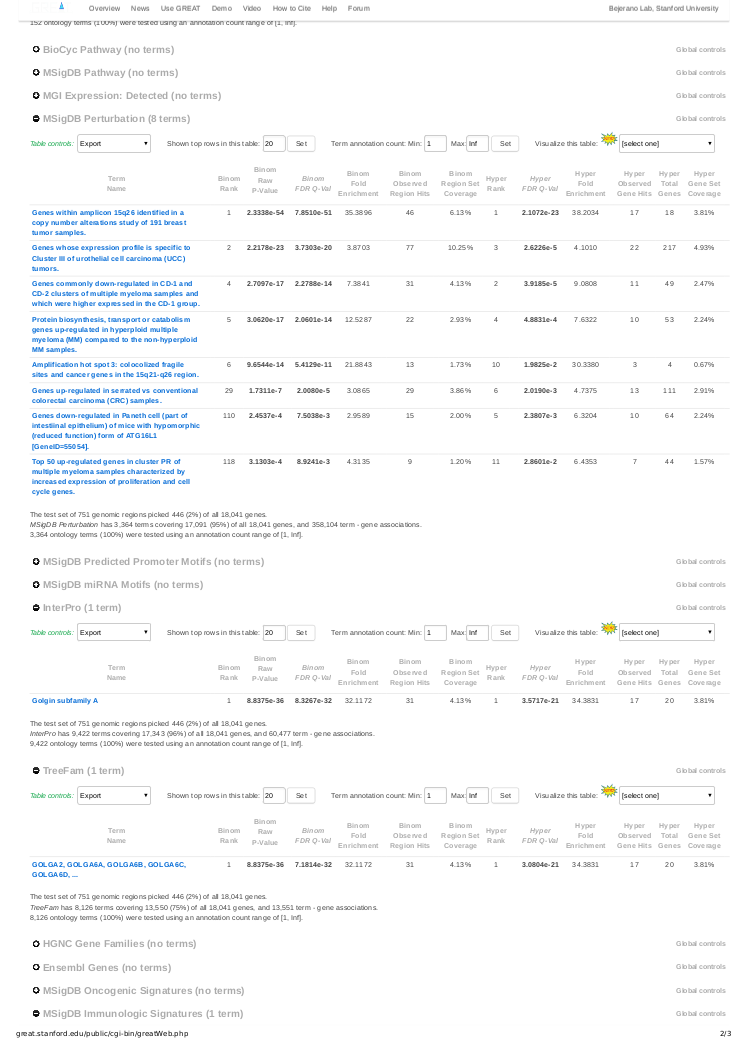 Overview News Use GREAT Demo Video How to Cite Help Forum Bejerano Lab, Stanford University
152 ontology terms (100%) were tested using an annotation count range of [1, Inf].
BioCyc Pathway (no terms) Global controls
MSigDB Pathway (no terms) Global controls
MGI Expression: Detected (no terms) Global controls
MSigDB Perturbation (8 terms) Global controls
Table controls: Export Shown top rows in this table: 20 Set Term annotation count: Min: 1 Max: Inf Set Visualize this table: [select one]
Term Name Binom Rank Binom Raw P-Value Binom FDR Q-Val Binom Fold Enrichment Binom Observed Region Hits Binom Region Set Coverage Hyper Rank Hyper FDR Q-Val Hyper Fold Enrichment Hyper Observed Gene Hits Hyper Total Genes Hyper Gene Set Coverage
Genes within amplicon 15q26 identified in a 1 2.3338e-54 7.8510e-51 35.3896 46 6.13% 1 2.1072e-23 38.2034 17 18 3.81%
copy number alterations study of 191 breast
tumor samples.
Genes whose expression profile is specific to 2 2.2178e-23 3.7303e-20 3.8703 77 10.25% 3 2.6226e-5 4.1010 22 217 4.93%
Cluster III of urothelial cell carcinoma (UCC)
tumors.
Genes commonly down-regulated in CD-1 and 4 2.7097e-17 2.2788e-14 7.3841 31 4.13% 2 3.9185e-5 9.0808 11 49 2.47%
CD-2 clusters of multiple myeloma samples and
which were higher expressed in the CD-1 group.
Protein biosynthesis, transport or catabolism 5 3.0620e-17 2.0601e-14 12.5287 22 2.93% 4 4.8831e-4 7.6322 10 53 2.24%
genes up-regulated in hyperploid multiple
myeloma (MM) compared to the non-hyperploid
MM samples.
Amplification hot spot 3: colocolized fragile 6 9.6544e-14 5.4129e-11 21.8843 13 1.73% 10 1.9825e-2 30.3380 3 4 0.67%
sites and cancer genes in the 15q21-q26 region.
Genes up-regulated in serrated vs conventional 29 1.7311e-7 2.0080e-5 3.0865 29 3.86% 6 2.0190e-3 4.7375 13 111 2.91%
colorectal carcinoma (CRC) samples.
Genes down-regulated in Paneth cell (part of 110 2.4537e-4 7.5038e-3 2.9589 15 2.00% 5 2.3807e-3 6.3204 10 64 2.24%
intestinal epithelium) of mice with hypomorphic
(reduced function) form of ATG16L1
[GeneID=55054].
Top 50 up-regulated genes in cluster PR of 118 3.1303e-4 8.9241e-3 4.3135 9 1.20% 11 2.8601e-2 6.4353 7 44 1.57%
multiple myeloma samples characterized by
increased expression of proliferation and cell
cycle genes.
The test set of 751 genomic regions picked 446 (2%) of all 18,041 genes.
MSigDB Perturbation has 3,364 terms covering 17,091 (95%) of all 18,041 genes, and 358,104 term - gene associations.
3,364 ontology terms (100%) were tested using an annotation count range of [1, Inf].
MSigDB Predicted Promoter Motifs (no terms) Global controls
MSigDB miRNA Motifs (no terms) Global controls
InterPro (1 term) Global controls
Table controls: Export Shown top rows in this table: 20 Set Term annotation count: Min: 1 Max: Inf Set Visualize this table: [select one]
Term Name Binom Rank Binom Raw P-Value Binom FDR Q-Val Binom Fold Enrichment Binom Observed Region Hits Binom Region Set Coverage Hyper Rank Hyper FDR Q-Val Hyper Fold Enrichment Hyper Observed Gene Hits Hyper Total Genes Hyper Gene Set Coverage
Golgin subfamily A 1 8.8375e-36 8.3267e-32 32.1172 31 4.13% 1 3.5717e-21 34.3831 17 20 3.81%
The test set of 751 genomic regions picked 446 (2%) of all 18,041 genes.
InterPro has 9,422 terms covering 17,343 (96%) of all 18,041 genes, and 60,477 term - gene associations.
9,422 ontology terms (100%) were tested using an annotation count range of [1, Inf].
TreeFam (1 term) Global controls
Table controls: Export Shown top rows in this table: 20 Set Term annotation count: Min: 1 Max: Inf Set Visualize this table: [select one]
Term Name Binom Rank Binom Raw P-Value Binom FDR Q-Val Binom Fold Enrichment Binom Observed Region Hits Binom Region Set Coverage Hyper Rank Hyper FDR Q-Val Hyper Fold Enrichment Hyper Observed Gene Hits Hyper Total Genes Hyper Gene Set Coverage
GOLGA2, GOLGA6A, GOLGA6B, GOLGA6C, 1 8.8375e-36 7.1814e-32 32.1172 31 4.13% 1 3.0804e-21 34.3831 17 20 3.81%
GOLGA6D, ...
The test set of 751 genomic regions picked 446 (2%) of all 18,041 genes.
TreeFam has 8,126 terms covering 13,550 (75%) of all 18,041 genes, and 13,551 term - gene associations.
8,126 ontology terms (100%) were tested using an annotation count range of [1, Inf].
HGNC Gene Families (no terms) Global controls
Ensembl Genes (no terms) Global controls
MSigDB Oncogenic Signatures (no terms) Global controls
MSigDB Immunologic Signatures (1 term) Global controls
great.stanford.edu/public/cgi-bin/greatWeb.php 2/3